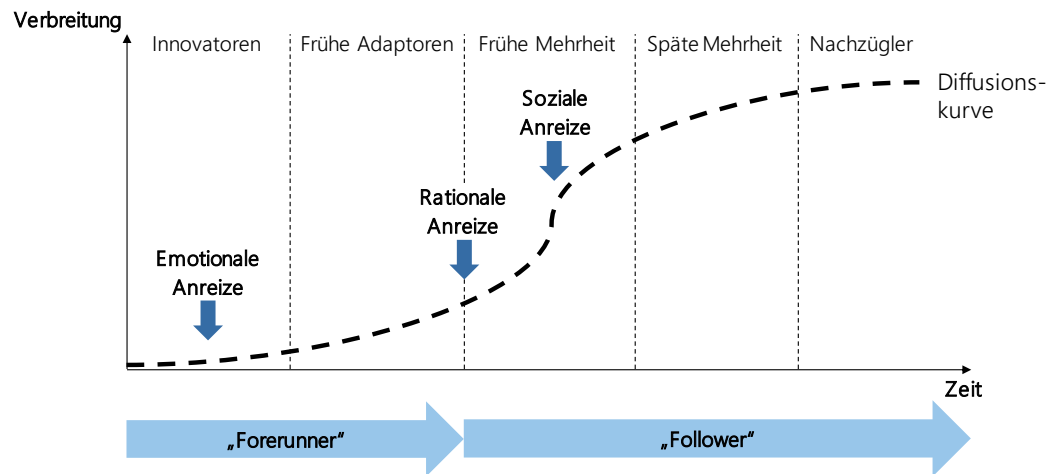 Verbreitung
Innovatoren
Frühe Adaptoren
Frühe Mehrheit
Späte Mehrheit
Nachzügler
Diffusions-
kurve
Soziale
Anreize
Rationale
Anreize
Emotionale
Anreize
Zeit
„Forerunner“
„Follower“